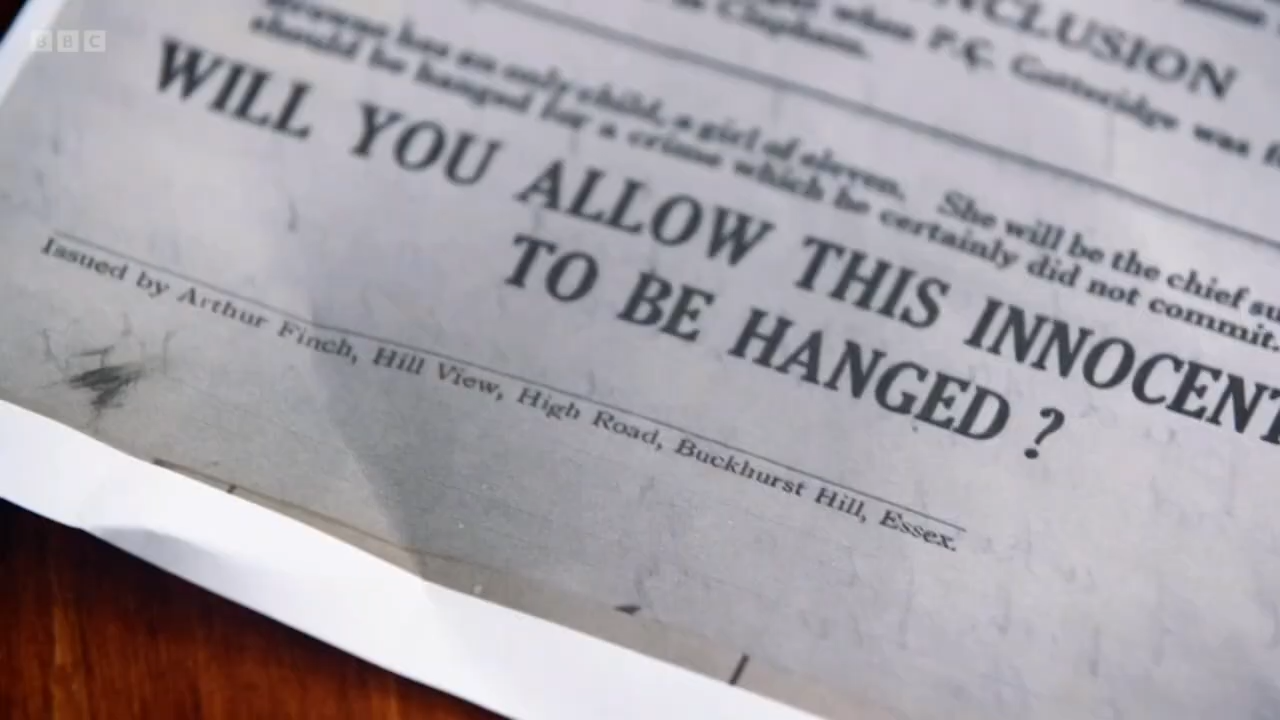 BBC
NCLUSION
when P.C. Gutteridge was f
in Clapham.
Browne has an only child, a girl of eleven. She will be the chief su
should be hanged for a crime which he certainly did not commit.
WILL YOU ALLOW THIS INNOCENT
TO BE HANGED ?
Issued by Arthur Finch, Hill View, High Road, Buckhurst Hill, Essex.